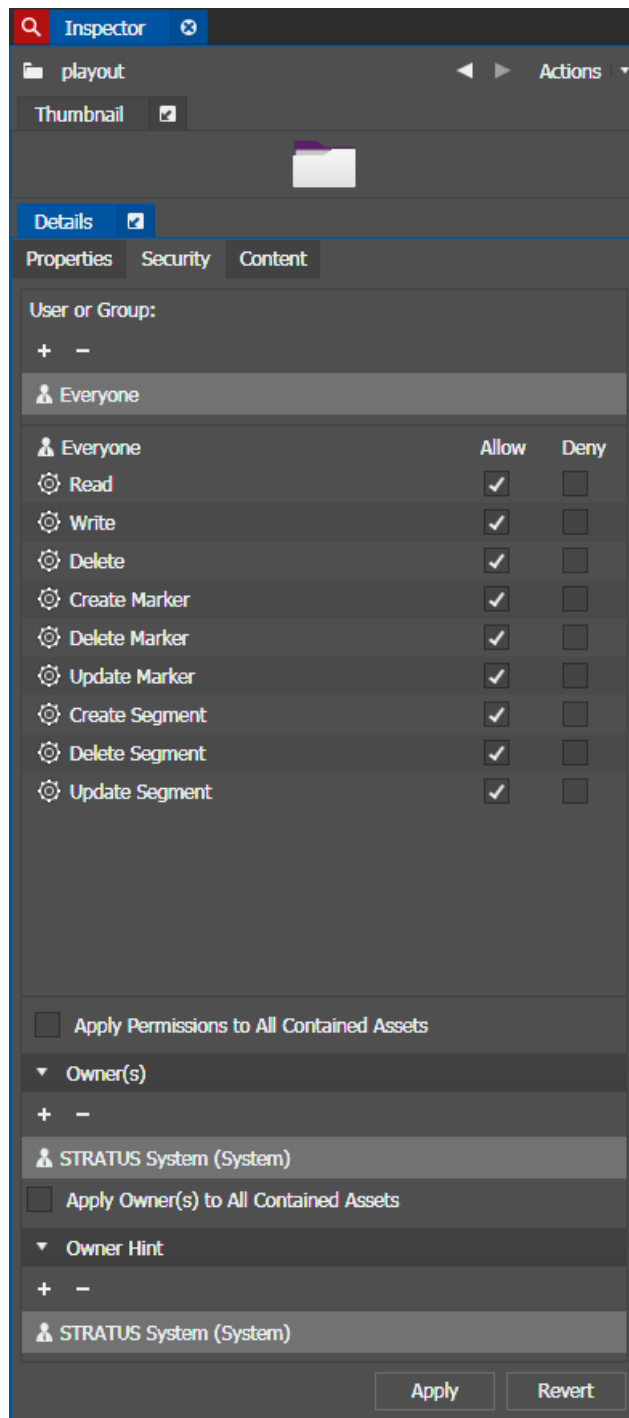 Inspector
playout Actions
Thumbnail
Details
Properties Security Content
User or Group:
+ −
Everyone
Everyone Allow Deny
Read
Write
Delete
Create Marker
Delete Marker
Update Marker
Create Segment
Delete Segment
Update Segment
Apply Permissions to All Contained Assets
Owner(s)
+ −
STRATUS System (System)
Apply Owner(s) to All Contained Assets
Owner Hint
+ −
STRATUS System (System)
Apply Revert